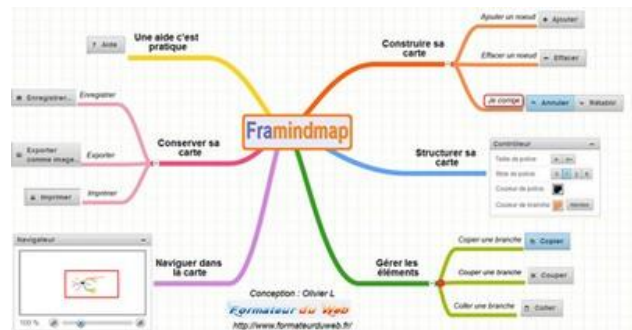 Une aide c'est
pratique
? Aide
Enregistrer
Enregistrer...
Conserver sa
carte
Exporter
Exporter
comme image...
Imprimer
Imprimer
Naviguer dans
la carte
Navigateur
100 %
Framindmap
Construire sa
carte
Ajouter un noeud
+ Ajouter
Effacer un noeud
− Effacer
Je corrige
Annuler
Rétablir
Structurer sa
carte
Contrôleur
Taille de police
Style de police
Couleur de police
Couleur de branche
Gérer les
éléments
Copier une branche
Copier
Couper une branche
Couper
Coller une branche
Coller
Conception : Olivier L
Formateur du Web
http://www.formateurduweb.fr/